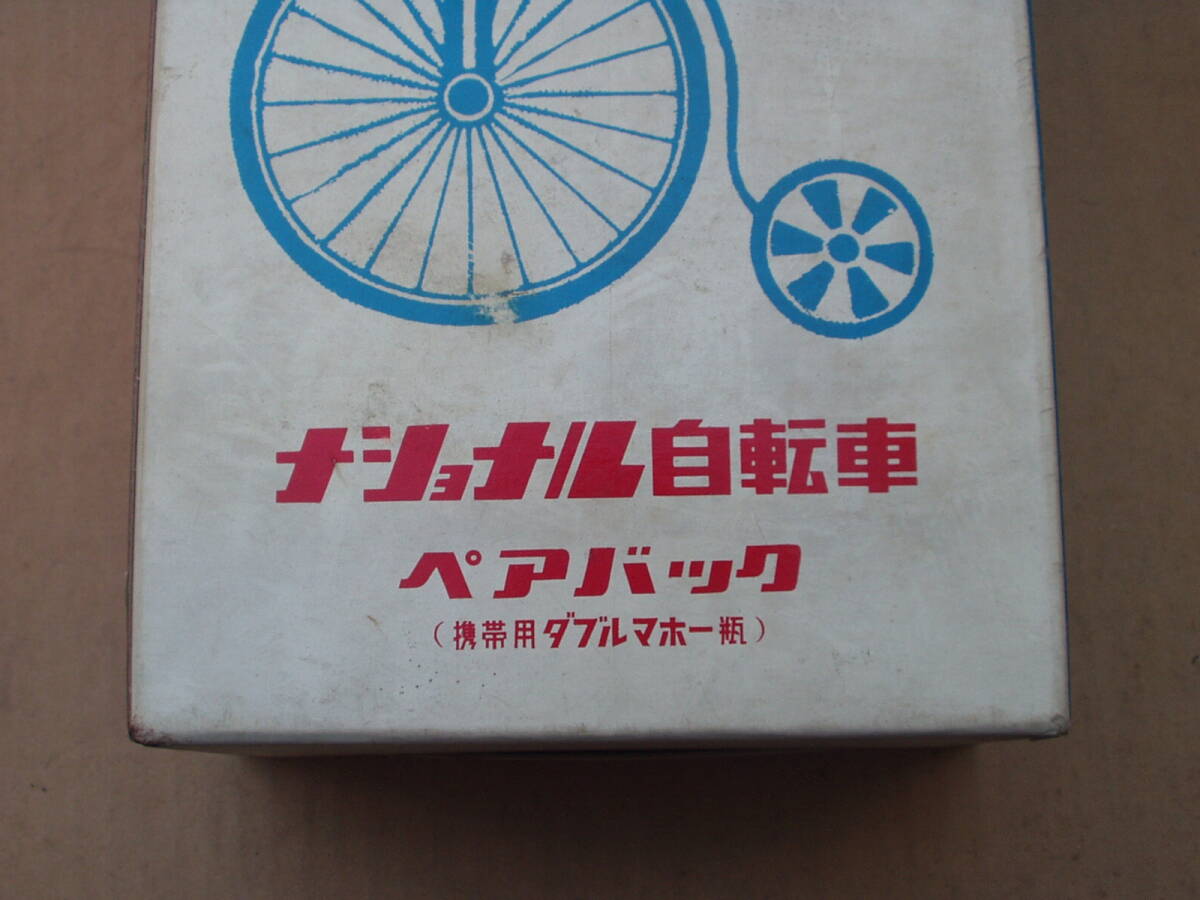 ナショナル自転車
ペアバック
（携帯用ダブルマホー瓶）